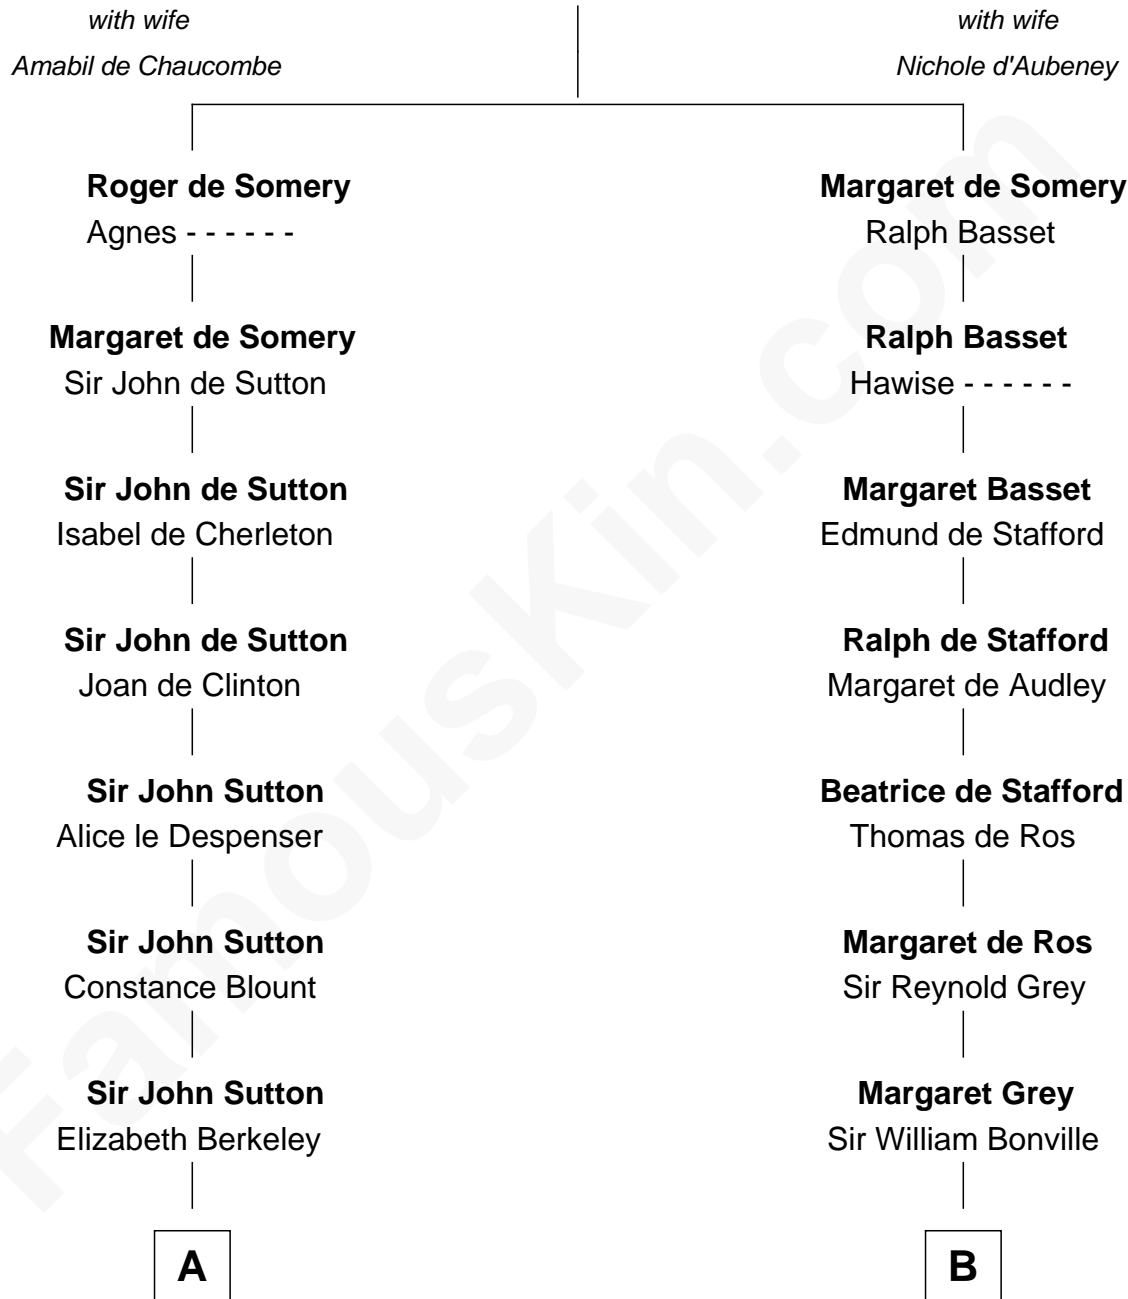 with wife
Amabil de Chaucombe
with wife
Nichole d'Aubeney
Roger de Somery
Agnes - - - - - -
Margaret de Somery
Ralph Basset
Margaret de Somery
Sir John de Sutton
Ralph Basset
Hawise - - - - - -
Sir John de Sutton
Isabel de Cherleton
Margaret Basset
Edmund de Stafford
Sir John de Sutton
Joan de Clinton
Ralph de Stafford
Margaret de Audley
Sir John Sutton
Alice le Despenser
Beatrice de Stafford
Thomas de Ros
Sir John Sutton
Constance Blount
Margaret de Ros
Sir Reynold Grey
Sir John Sutton
Elizabeth Berkeley
Margaret Grey
Sir William Bonville
A
B
FamousKin.com